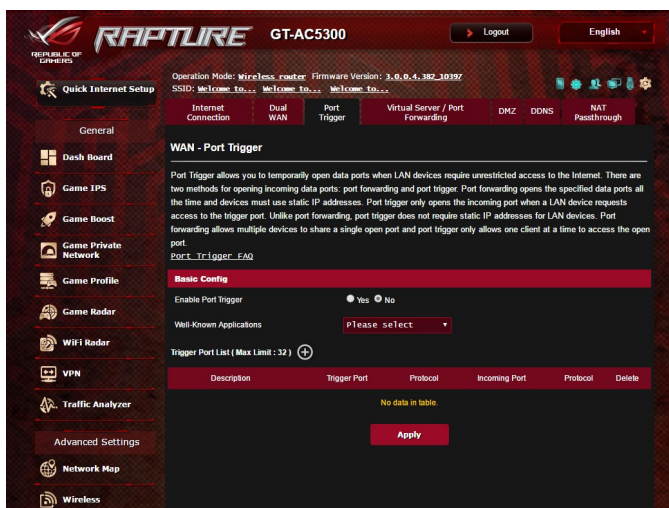 REPUBLIC OF
GAMERS
RAPTURE GT-AC5300 Logout English
Quick Internet Setup
General
Dash Board
Game IPS
Game Boost
Game Private
Network
Game Profile
Game Radar
WiFi Radar
VPN
Traffic Analyzer
Advanced Settings
Network Map
Wireless
Operation Mode: Wireless router Firmware Version: 3.0.0.4.382_10397
SSID: Welcome to... Welcome to... Welcome to...
Internet
Connection
Dual
WAN
Port
Trigger
Virtual Server / Port
Forwarding
DMZ
DDNS
NAT
Passthrough
WAN - Port Trigger
Port Trigger allows you to temporarily open data ports when LAN devices require unrestricted access to the Internet. There are
two methods for opening incoming data ports: port forwarding and port trigger. Port forwarding opens the specified data ports all
the time and devices must use static IP addresses. Port trigger only opens the incoming port when a LAN device requests
access to the trigger port. Unlike port forwarding, port trigger does not require static IP addresses for LAN devices. Port
forwarding allows multiple devices to share a single open port and port trigger only allows one client at a time to access the open
port.
Port Trigger FAQ
Basic Config
Enable Port Trigger Yes No
Well-Known Applications Please select
Trigger Port List ( Max Limit : 32 )
Description Trigger Port Protocol Incoming Port Protocol Delete
No data in table.
Apply